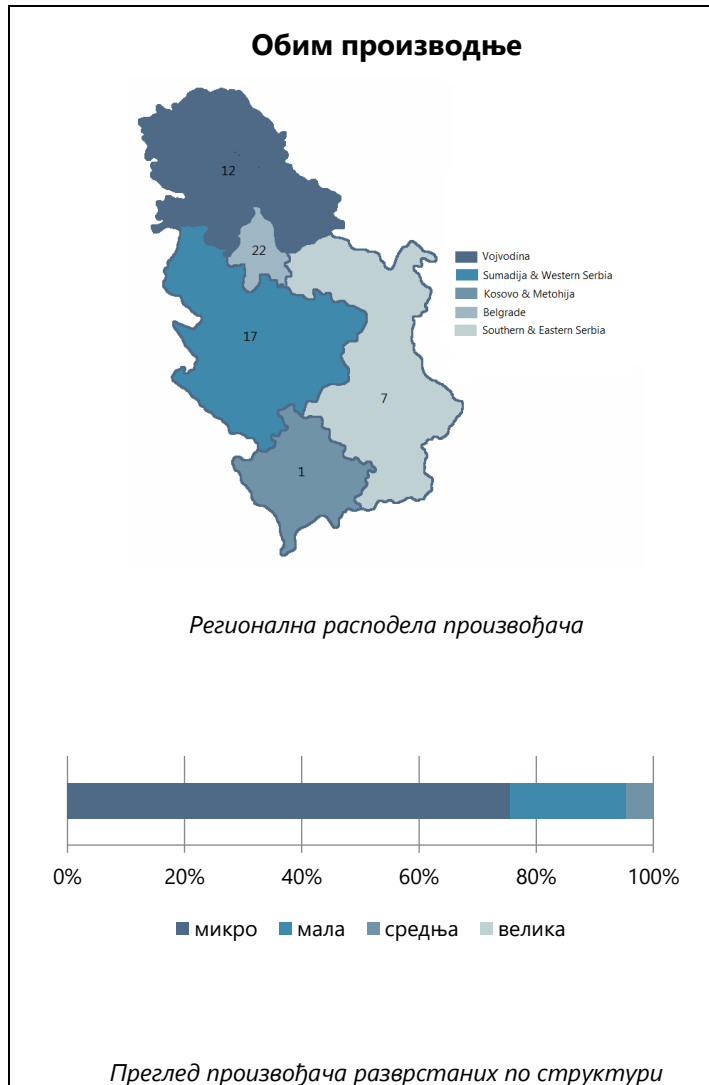 Обим производње
12
22
17
7
1
Vojvodina
Sumadija & Western Serbia
Kosovo & Metohija
Belgrade
Southern & Eastern Serbia
Регионална расподела произвођача
0% 20% 40% 60% 80% 100%
микро мала средња велика
Преглед произвођача разврстаних по структури